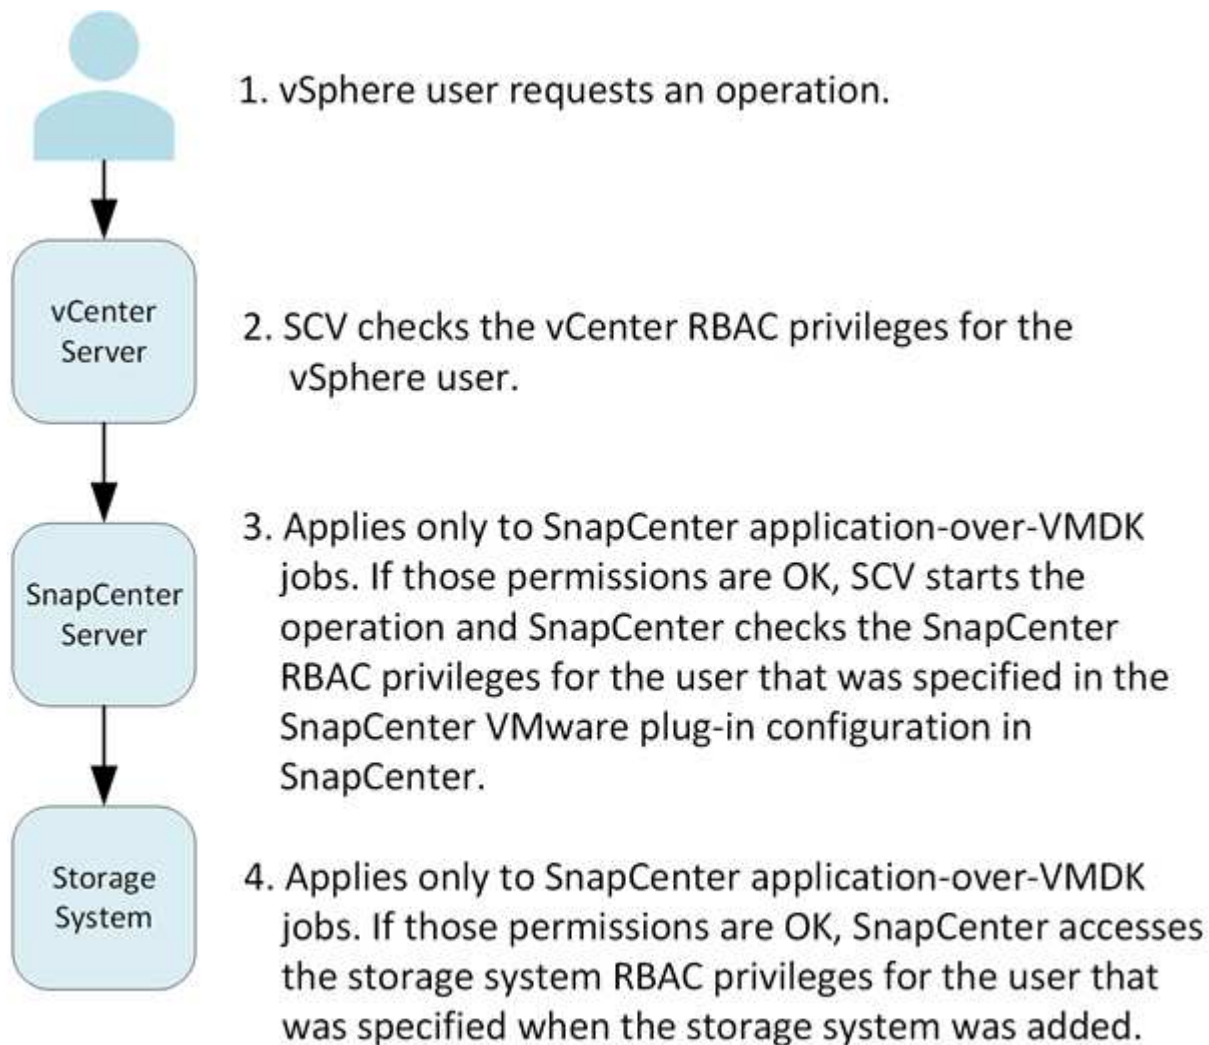 1. vSphere user requests an operation.
vCenter
Server
2. SCV checks the vCenter RBAC privileges for the
vSphere user.
SnapCenter
Server
3. Applies only to SnapCenter application-over-VMDK
jobs. If those permissions are OK, SCV starts the
operation and SnapCenter checks the SnapCenter
RBAC privileges for the user that was specified in the
SnapCenter VMware plug-in configuration in
SnapCenter.
Storage
System
4. Applies only to SnapCenter application-over-VMDK
jobs. If those permissions are OK, SnapCenter accesses
the storage system RBAC privileges for the user that
was specified when the storage system was added.